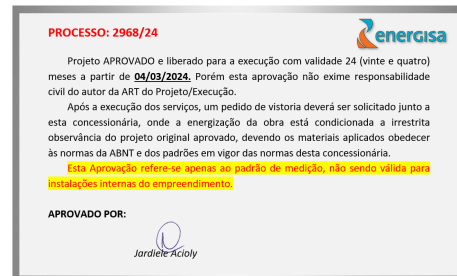 PROCESSO: 2968/24
energisa
Projeto APROVADO e liberado para a execução com validade 24 (vinte e quatro)
meses a partir de 04/03/2024. Porém esta aprovação não exime responsabilidade
civil do autor da ART do Projeto/Execução.
Após a execução dos serviços, um pedido de vistoria deverá ser solicitado junto a
esta concessionária, onde a energização da obra está condicionada a irrestrita
observância do projeto original aprovado, devendo os materiais aplicados obedecer
às normas da ABNT e dos padrões em vigor das normas desta concessionária.
Esta Aprovação refere-se apenas ao padrão de medição, não sendo válida para
instalações internas do empreendimento.
APROVADO POR:
Jardiele Acioly